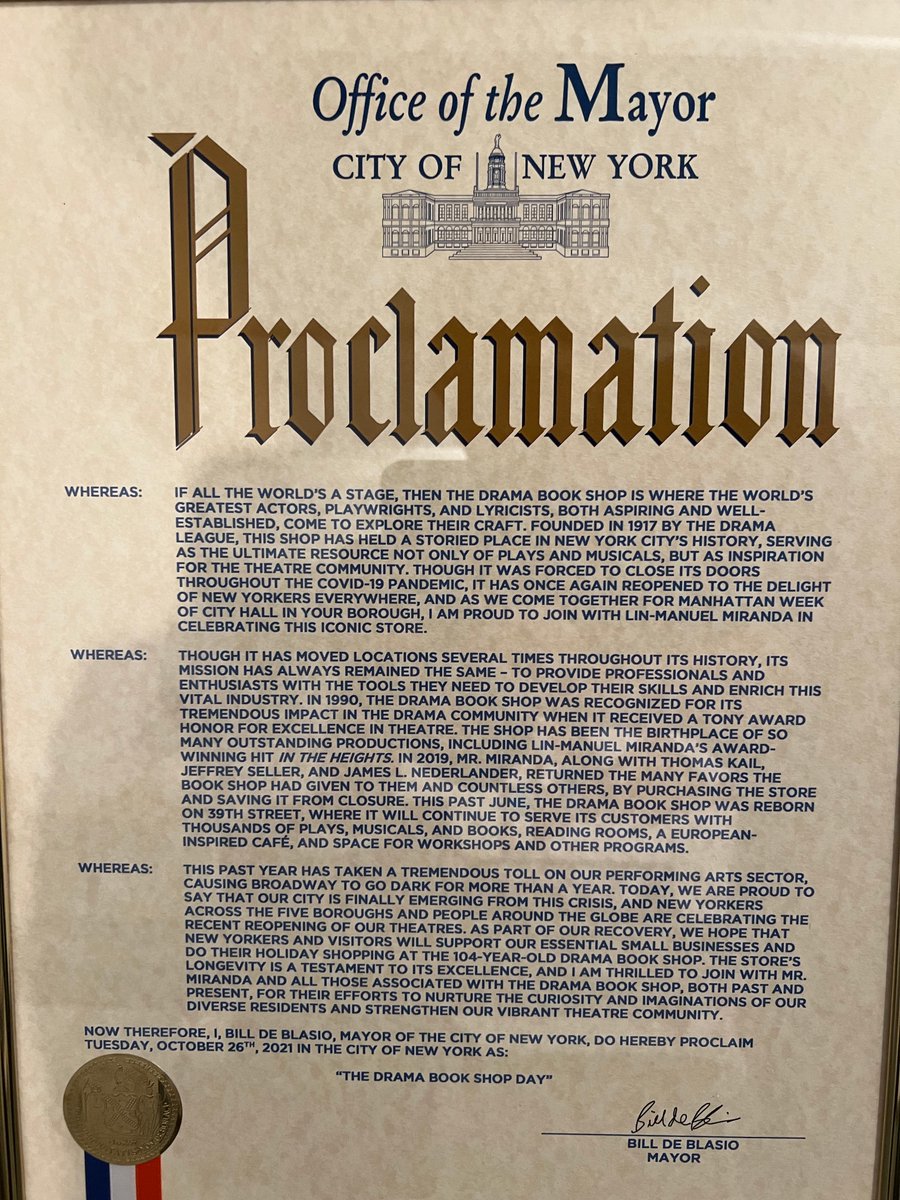 Office of the Mayor
CITY OF NEW YORK
Proclamation
WHEREAS: IF ALL THE WORLD'S A STAGE, THEN THE DRAMA BOOK SHOP IS WHERE THE WORLD'S
GREATEST ACTORS, PLAYWRIGHTS, AND LYRICISTS, BOTH ASPIRING AND WELL-
ESTABLISHED, COME TO EXPLORE THEIR CRAFT. FOUNDED IN 1917 BY THE DRAMA
LEAGUE, THIS SHOP HAS HELD A STORIED PLACE IN NEW YORK CITY'S HISTORY, SERVING
AS THE ULTIMATE RESOURCE NOT ONLY OF PLAYS AND MUSICALS, BUT AS INSPIRATION
FOR THE THEATRE COMMUNITY. THOUGH IT WAS FORCED TO CLOSE ITS DOORS
THROUGHOUT THE COVID-19 PANDEMIC, IT HAS ONCE AGAIN REOPENED TO THE DELIGHT
OF NEW YORKERS EVERYWHERE, AND AS WE COME TOGETHER FOR MANHATTAN WEEK
OF CITY HALL IN YOUR BOROUGH, I AM PROUD TO JOIN WITH LIN-MANUEL MIRANDA IN
CELEBRATING THIS ICONIC STORE.
WHEREAS: THOUGH IT HAS MOVED LOCATIONS SEVERAL TIMES THROUGHOUT ITS HISTORY, ITS
MISSION HAS ALWAYS REMAINED THE SAME – TO PROVIDE PROFESSIONALS AND
ENTHUSIASTS WITH THE TOOLS THEY NEED TO DEVELOP THEIR SKILLS AND ENRICH THIS
VITAL INDUSTRY. IN 1990, THE DRAMA BOOK SHOP WAS RECOGNIZED FOR ITS
TREMENDOUS IMPACT IN THE DRAMA COMMUNITY WHEN IT RECEIVED A TONY AWARD
HONOR FOR EXCELLENCE IN THEATRE. THE SHOP HAS BEEN THE BIRTHPLACE OF SO
MANY OUTSTANDING PRODUCTIONS, INCLUDING LIN-MANUEL MIRANDA'S AWARD-
WINNING HIT IN THE HEIGHTS. IN 2019, MR. MIRANDA, ALONG WITH THOMAS KAIL,
JEFFREY SELLER, AND JAMES L. NEDERLANDER, RETURNED THE MANY FAVORS THE
BOOK SHOP HAD GIVEN TO THEM AND COUNTLESS OTHERS, BY PURCHASING THE STORE
AND SAVING IT FROM CLOSURE. THIS PAST JUNE, THE DRAMA BOOK SHOP WAS REBORN
ON 39TH STREET, WHERE IT WILL CONTINUE TO SERVE ITS CUSTOMERS WITH
THOUSANDS OF PLAYS, MUSICALS, AND BOOKS, READING ROOMS, A EUROPEAN-
INSPIRED CAFÉ, AND SPACE FOR WORKSHOPS AND OTHER PROGRAMS.
WHEREAS: THIS PAST YEAR HAS TAKEN A TREMENDOUS TOLL ON OUR PERFORMING ARTS SECTOR,
CAUSING BROADWAY TO GO DARK FOR MORE THAN A YEAR. TODAY, WE ARE PROUD TO
SAY THAT OUR CITY IS FINALLY EMERGING FROM THIS CRISIS, AND NEW YORKERS
ACROSS THE FIVE BOROUGHS AND PEOPLE AROUND THE GLOBE ARE CELEBRATING THE
RECENT REOPENING OF OUR THEATRES. AS PART OF OUR RECOVERY, WE HOPE THAT
NEW YORKERS AND VISITORS WILL SUPPORT OUR ESSENTIAL SMALL BUSINESSES AND
DO THEIR HOLIDAY SHOPPING AT THE 104-YEAR-OLD DRAMA BOOK SHOP. THE STORE'S
LONGEVITY IS A TESTAMENT TO ITS EXCELLENCE, AND I AM THRILLED TO JOIN WITH MR.
MIRANDA AND ALL THOSE ASSOCIATED WITH THE DRAMA BOOK SHOP, BOTH PAST AND
PRESENT, FOR THEIR EFFORTS TO NURTURE THE CURIOSITY AND IMAGINATIONS OF OUR
DIVERSE RESIDENTS AND STRENGTHEN OUR VIBRANT THEATRE COMMUNITY.
NOW THEREFORE, I, BILL DE BLASIO, MAYOR OF THE CITY OF NEW YORK, DO HEREBY PROCLAIM
TUESDAY, OCTOBER 26TH, 2021 IN THE CITY OF NEW YORK AS:
"THE DRAMA BOOK SHOP DAY"
BILL DE BLASIO
MAYOR